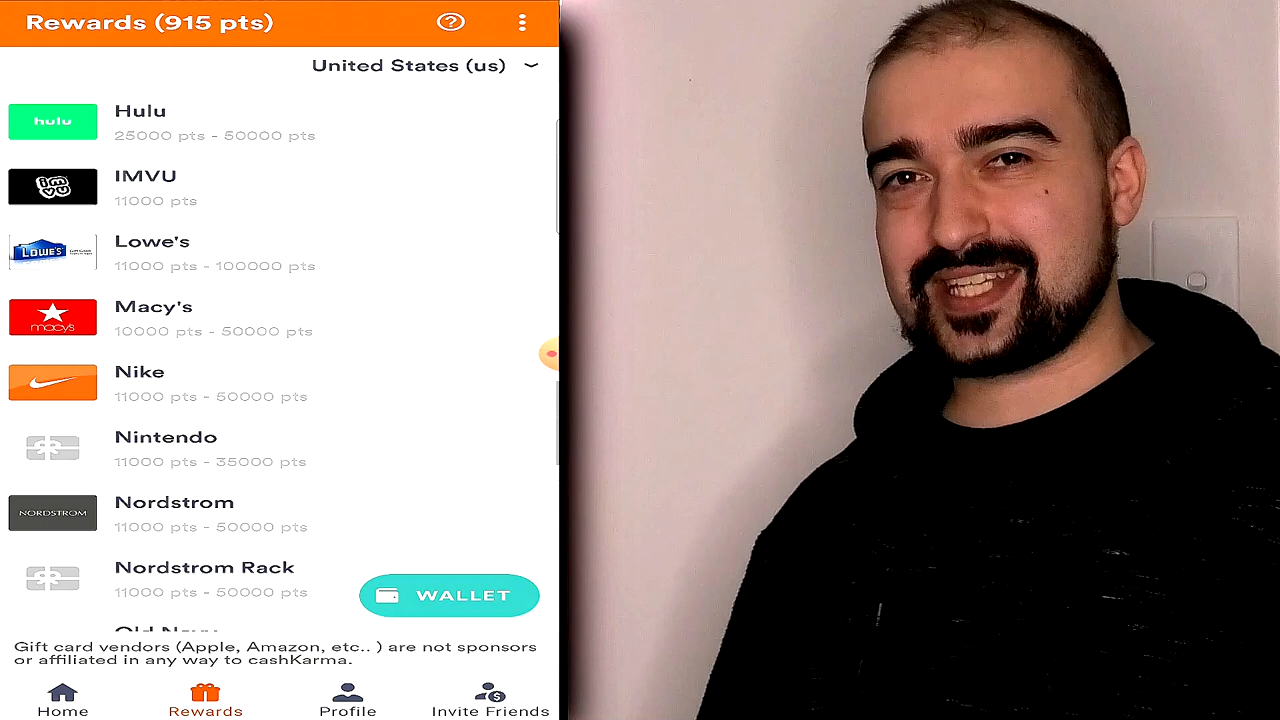 Rewards (915 pts)
United States (us)
hulu
Hulu
25000 pts - 50000 pts
imvu
IMVU
11000 pts
LOWE'S
Lowe's
11000 pts - 100000 pts
macy's
Macy's
10000 pts - 50000 pts
Nike
11000 pts - 50000 pts
Nintendo
11000 pts - 35000 pts
NORDSTROM
Nordstrom
11000 pts - 50000 pts
Nordstrom Rack
11000 pts - 50000 pts
WALLET
Gift card vendors (Apple, Amazon, etc.. ) are not sponsors
or affiliated in any way to cashKarma.
Home
Rewards
Profile
Invite Friends